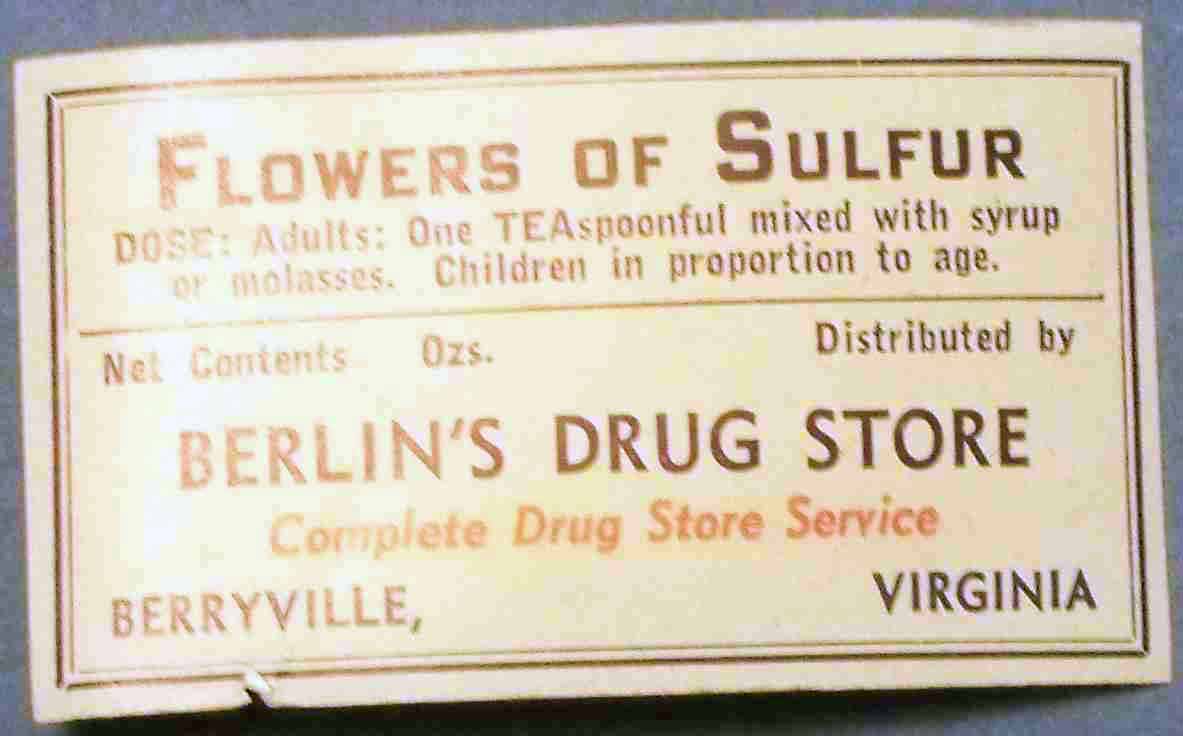 FLOWERS OF SULFUR
DOSE: Adults: One TEAspoonful mixed with syrup
or molasses. Children in proportion to age.
Net Contents Ozs. Distributed by
BERLIN'S DRUG STORE
Complete Drug Store Service
BERRYVILLE, VIRGINIA